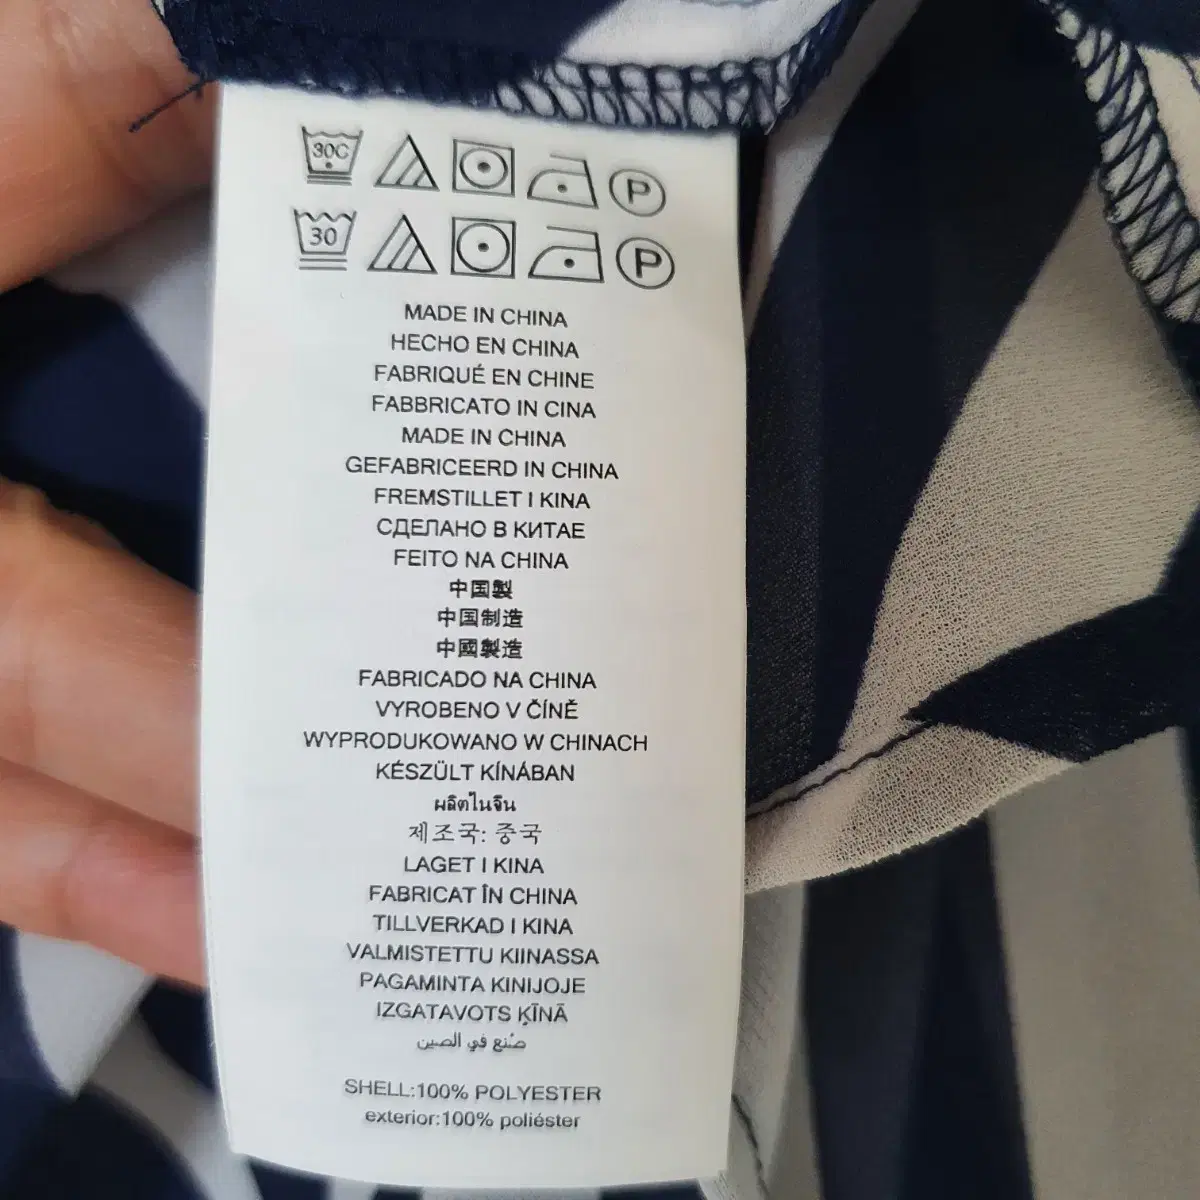 30C P
30 P
MADE IN CHINA
HECHO EN CHINA
FABRIQUÉ EN CHINE
FABBRICATO IN CINA
MADE IN CHINA
GEFABRICEERD IN CHINA
FREMSTILLET I KINA
СДЕЛАНО В КИТАЕ
FEITO NA CHINA
中国製
中国制造
中國製造
FABRICADO NA CHINA
VYROBENO V ČÍNĚ
WYPRODUKOWANO W CHINACH
KÉSZÜLT KÍNÁBAN
ผลิตในจีน
제조국: 중국
LAGET I KINA
FABRICAT ÎN CHINA
TILLVERKAD I KINA
VALMISTETTU KIINASSA
PAGAMINTA KINIJOJE
IZGATAVOTS ĶĪNĀ
صُنع في الصين
SHELL:100% POLYESTER
exterior:100% poliéster